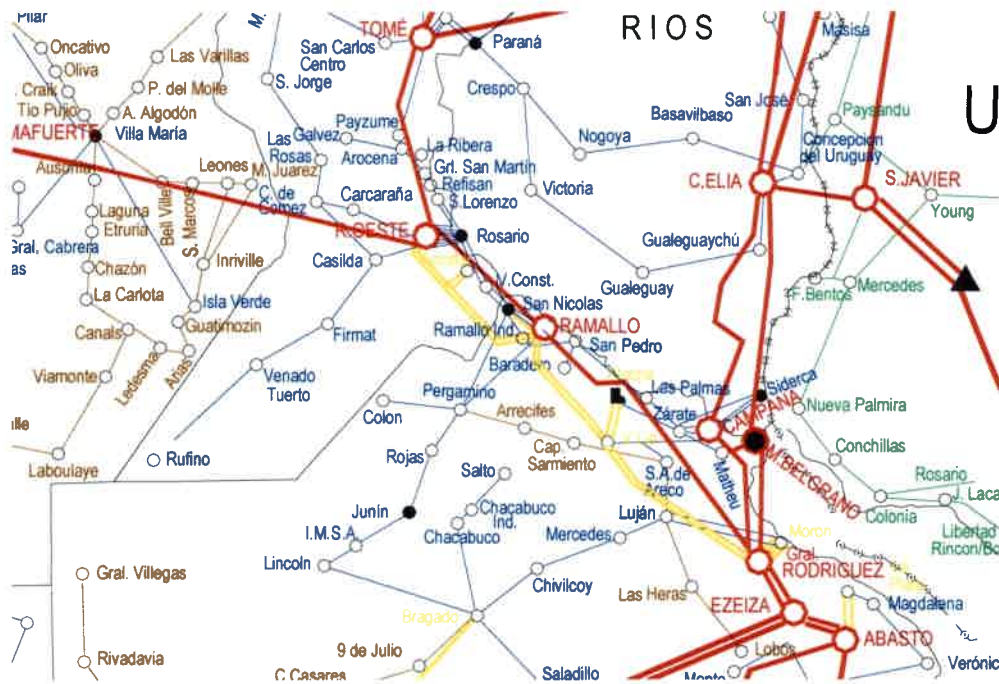 Pilar
TOMÉ
RIOS
Masisa
Oncativo
Las Varillas
San Carlos
Centro
Paraná
Oliva
S. Jorge
Crespo
P. del Molle
San José
Basavilbaso
Paysandu
Tio Pujio
A. Algodón
Villa María
Las
Rosas
Galvez
Payzume
Arocena
La Ribera
Nogoya
Concepcion
del Uruguay
U
Leones
M. Juarez
Grl. San Martín
Refisan
S. Lorenzo
C.ELIA
S.JAVIER
Carcaraña
C. de
Gomez
Victoria
Young
Laguna
Etruria
Bell Ville
S. Marcos
R.OESTE
Rosario
Gualeguaychú
Gral, Cabrera
Chazón
Inriville
Casilda
V.Const.
Gualeguay
F.Bentos
Mercedes
La Carlota
Isla Verde
San Nicolas
Guatimozin
Canals
Firmat
Ramallo Ind.
RAMALLO
San Pedro
Ledesma
Arias
Viamonte
Venado
Tuerto
Baradero
Pergamino
Las Palmas
Siderca
Colon
Arrecifes
Zárate
CAMPANA
Nueva Palmira
Cap.
Sarmiento
Conchillas
Laboulaye
Rufino
Rojas
Salto
S.A.de
Areco
Matheu
M.BELGRANO
Rosario
J. Laca
Junín
Chacabuco
Ind.
Chacabuco
Luján
Colonia
Libertad
Rincon/Bo
I.M.S.A.
Mercedes
Moron
Lincoln
Gral.
RODRIGUEZ
Gral. Villegas
Chivilcoy
Las Heras
EZEIZA
Magdalena
Bragado
ABASTO
Rivadavia
9 de Julio
Lobos
C.Casares
Saladillo
Monte
Verónic